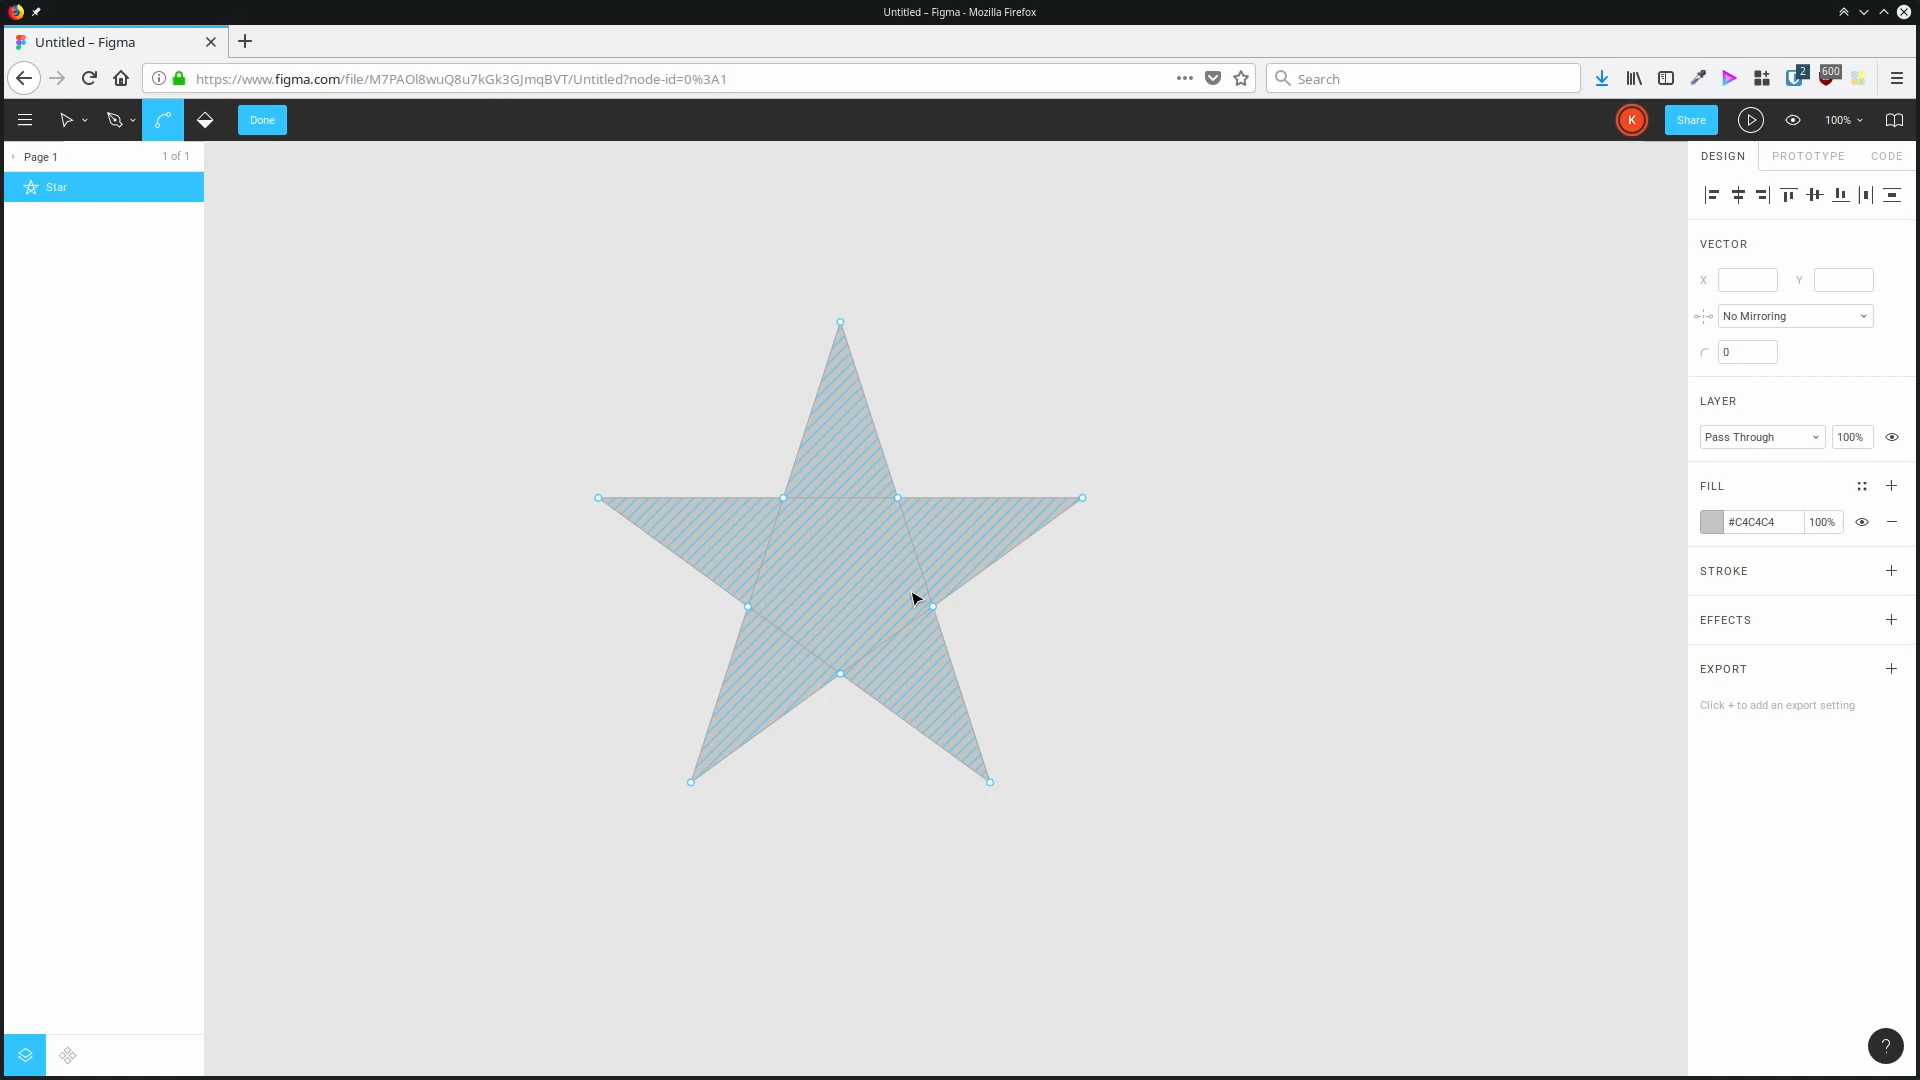 Untitled – Figma - Mozilla Firefox
Untitled – Figma
https://www.figma.com/file/M7PAOl8wuQ8u7kGk3GJmqBVT/Untitled?node-id=0%3A1
Search
2
600
Done
K
Share
100%
Page 1
1 of 1
Star
DESIGN
PROTOTYPE
CODE
VECTOR
X
Y
No Mirroring
0
LAYER
Pass Through
100%
FILL
#C4C4C4
100%
STROKE
EFFECTS
EXPORT
Click + to add an export setting
?